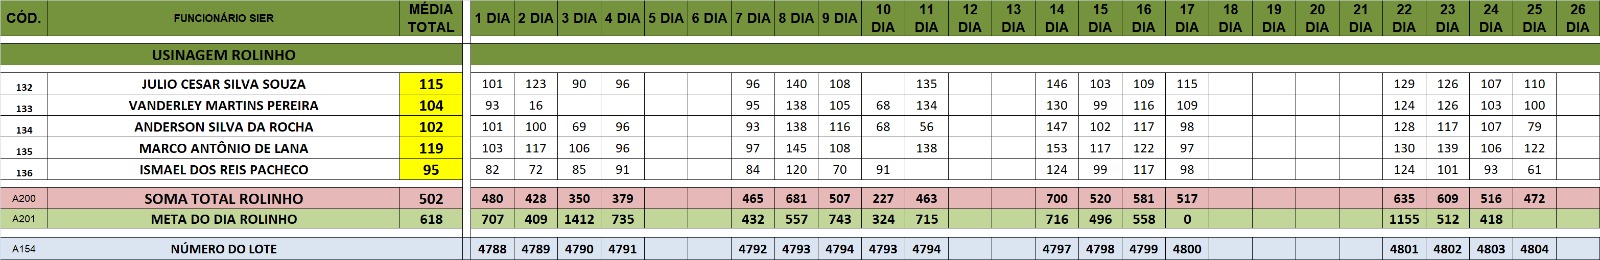 CÓD. FUNCIONÁRIO SIER MÉDIA TOTAL 1 DIA 2 DIA 3 DIA 4 DIA 5 DIA 6 DIA 7 DIA 8 DIA 9 DIA 10 DIA 11 DIA 12 DIA 13 DIA 14 DIA 15 DIA 16 DIA 17 DIA 18 DIA 19 DIA 20 DIA 21 DIA 22 DIA 23 DIA 24 DIA 25 DIA 26 DIA
USINAGEM ROLINHO
132 JULIO CESAR SILVA SOUZA 115 101 123 90 96 96 140 108 135 146 103 109 115 129 126 107 110
133 VANDERLEY MARTINS PEREIRA 104 93 16 95 138 105 68 134 130 99 116 109 124 126 103 100
134 ANDERSON SILVA DA ROCHA 102 101 100 69 96 93 138 116 68 56 147 102 117 98 128 117 107 79
135 MARCO ANTÔNIO DE LANA 119 103 117 106 96 97 145 108 138 153 117 122 97 130 139 106 122
136 ISMAEL DOS REIS PACHECO 95 82 72 85 91 84 120 70 91 124 99 117 98 124 101 93 61
A200 SOMA TOTAL ROLINHO 502 480 428 350 379 465 681 507 227 463 700 520 581 517 635 609 516 472
A201 META DO DIA ROLINHO 618 707 409 1412 735 432 557 743 324 715 716 496 558 0 1155 512 418
A154 NÚMERO DO LOTE 4788 4789 4790 4791 4792 4793 4794 4793 4794 4797 4798 4799 4800 4801 4802 4803 4804